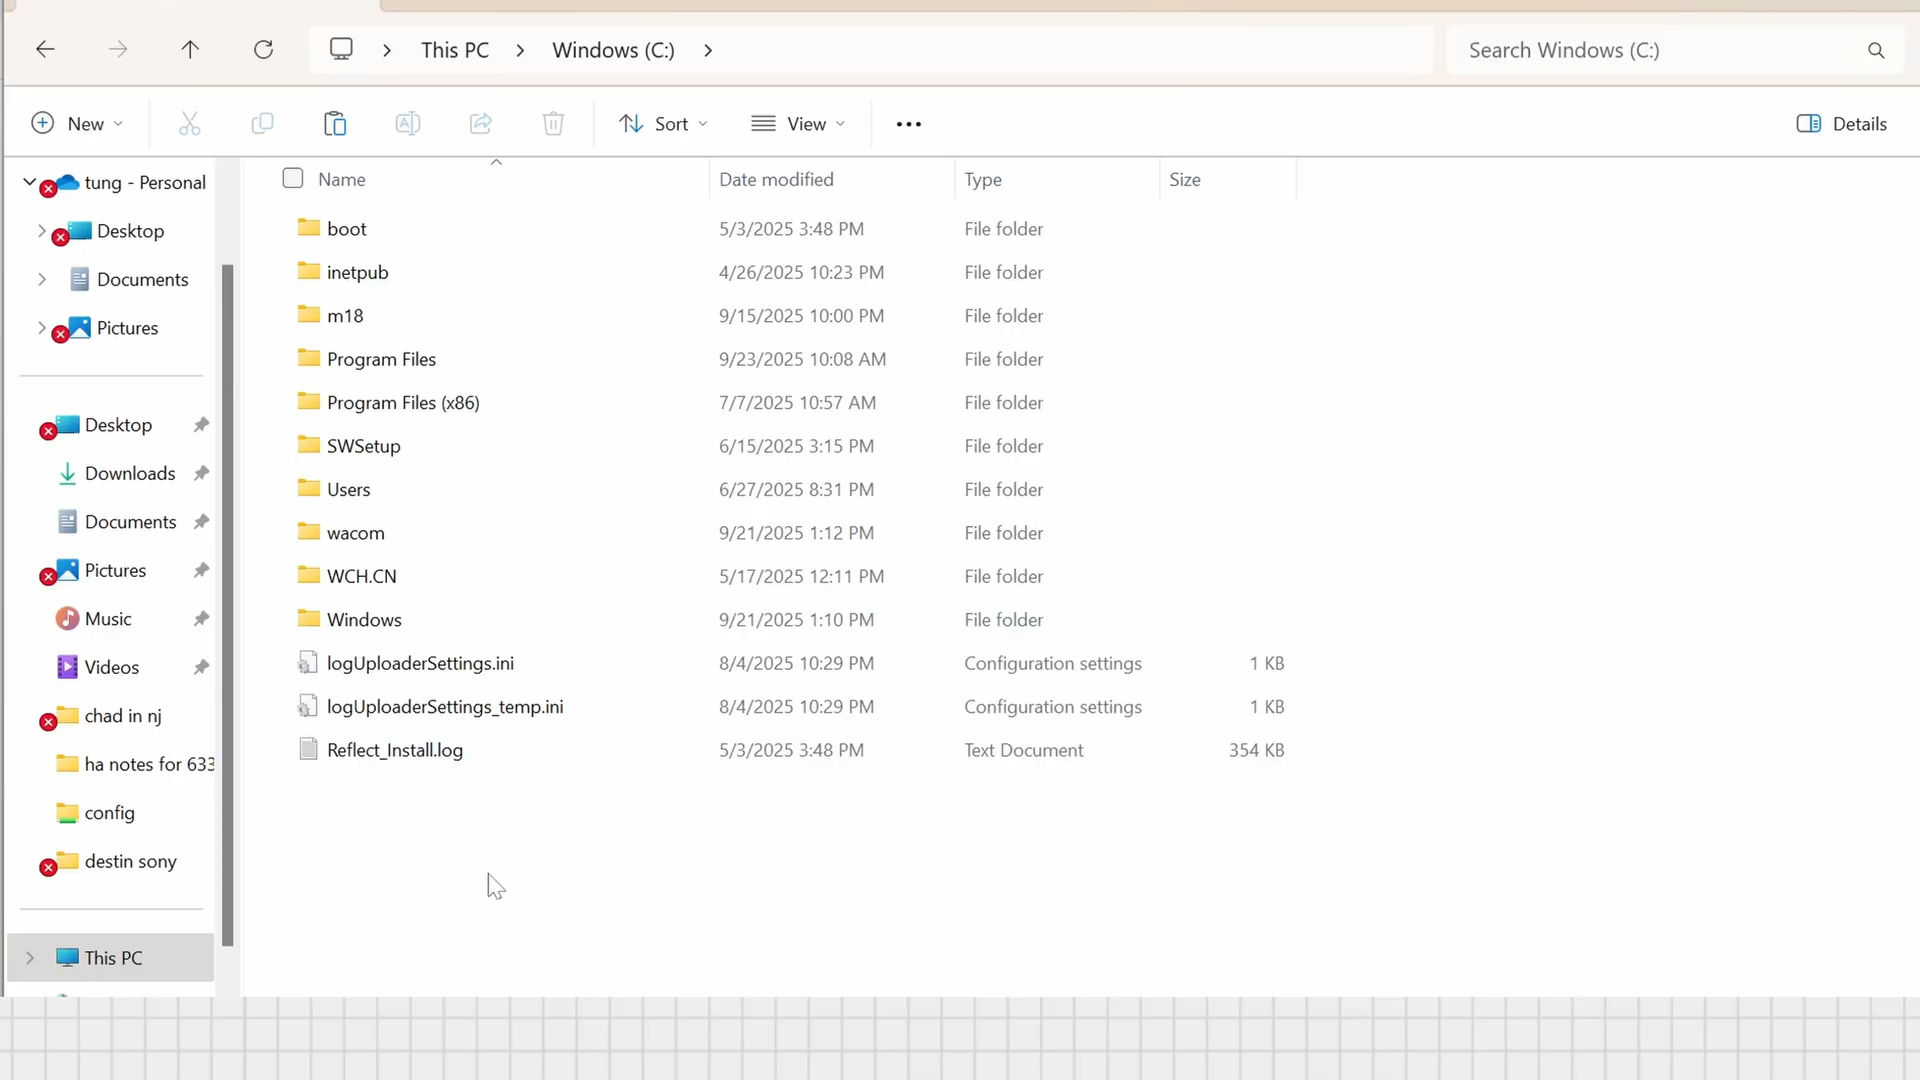 This PC
Windows (C:)
Search Windows (C:)
New
Sort
View
Details
tung - Personal
Desktop
Documents
Pictures
Desktop
Downloads
Documents
Pictures
Music
Videos
chad in nj
ha notes for 633
config
destin sony
This PC
Name Date modified Type Size
boot 5/3/2025 3:48 PM File folder
inetpub 4/26/2025 10:23 PM File folder
m18 9/15/2025 10:00 PM File folder
Program Files 9/23/2025 10:08 AM File folder
Program Files (x86) 7/7/2025 10:57 AM File folder
SWSetup 6/15/2025 3:15 PM File folder
Users 6/27/2025 8:31 PM File folder
wacom 9/21/2025 1:12 PM File folder
WCH.CN 5/17/2025 12:11 PM File folder
Windows 9/21/2025 1:10 PM File folder
logUploaderSettings.ini 8/4/2025 10:29 PM Configuration settings 1 KB
logUploaderSettings_temp.ini 8/4/2025 10:29 PM Configuration settings 1 KB
Reflect_Install.log 5/3/2025 3:48 PM Text Document 354 KB